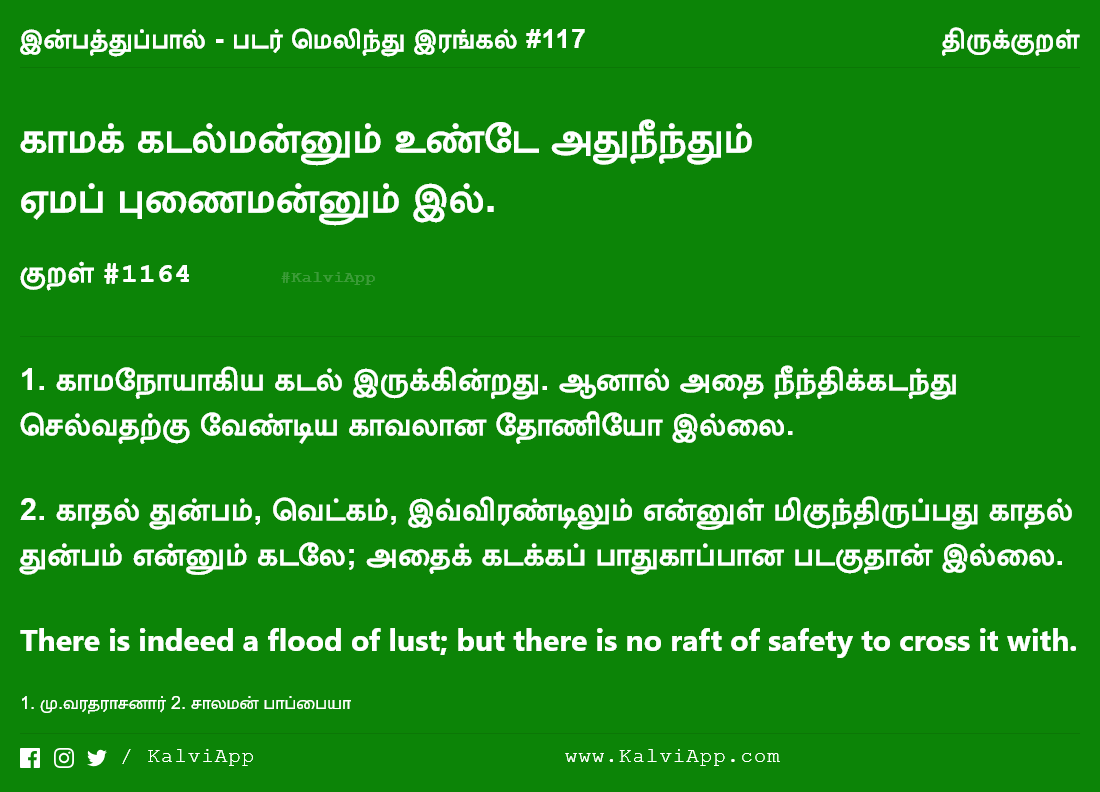 இன்பத்துப்பால் - படர் மெலிந்து இரங்கல் #117 திருக்குறள்
காமக் கடல்மன்னும் உண்டே அதுநீந்தும்
ஏமப் புணைமன்னும் இல்.
குறள் #1164 #KalviApp
1. காமநோயாகிய கடல் இருக்கின்றது. ஆனால் அதை நீந்திக்கடந்து
செல்வதற்கு வேண்டிய காவலான தோணியோ இல்லை.
2. காதல் துன்பம், வெட்கம், இவ்விரண்டிலும் என்னுள் மிகுந்திருப்பது காதல்
துன்பம் என்னும் கடலே; அதைக் கடக்கப் பாதுகாப்பான படகுதான் இல்லை.
There is indeed a flood of lust; but there is no raft of safety to cross it with.
1. மு.வரதராசனார் 2. சாலமன் பாப்பையா
/ KalviApp www.KalviApp.com